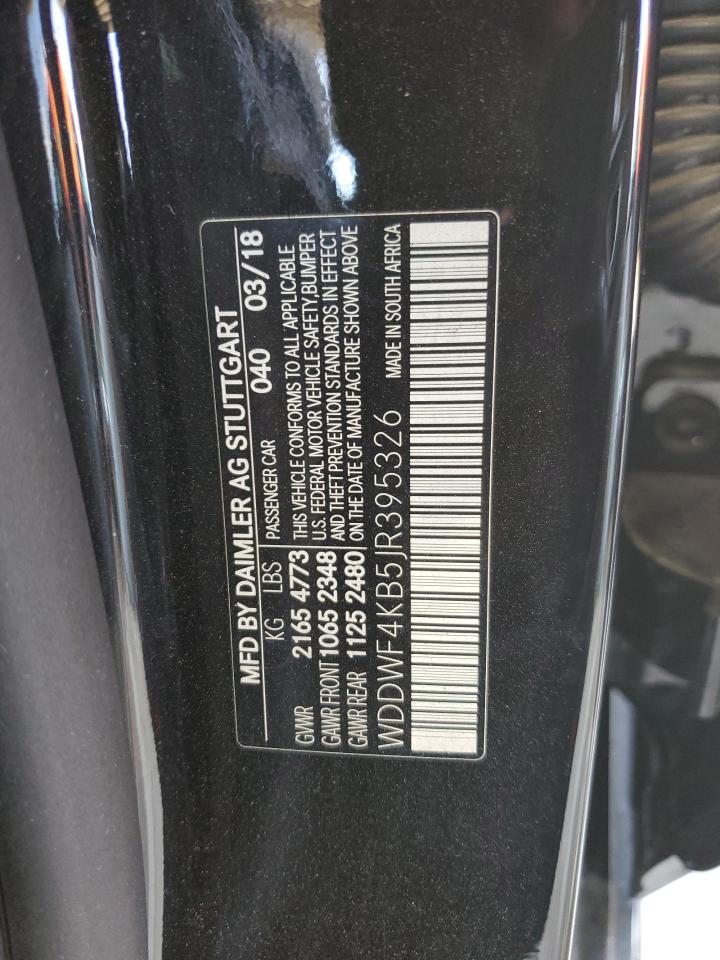 MFD BY DAIMLER AG STUTTGART
KG LBS PASSENGER CAR 040 03/18
GVWR 2165 4773 THIS VEHICLE CONFORMS TO ALL APPLICABLE
GAWR FRONT 1065 2348 U.S. FEDERAL MOTOR VEHICLE SAFETY, BUMPER
GAWR REAR 1125 2480 AND THEFT PREVENTION STANDARDS IN EFFECT
ON THE DATE OF MANUFACTURE SHOWN ABOVE
WDDWF4KB5JR395326 MADE IN SOUTH AFRICA